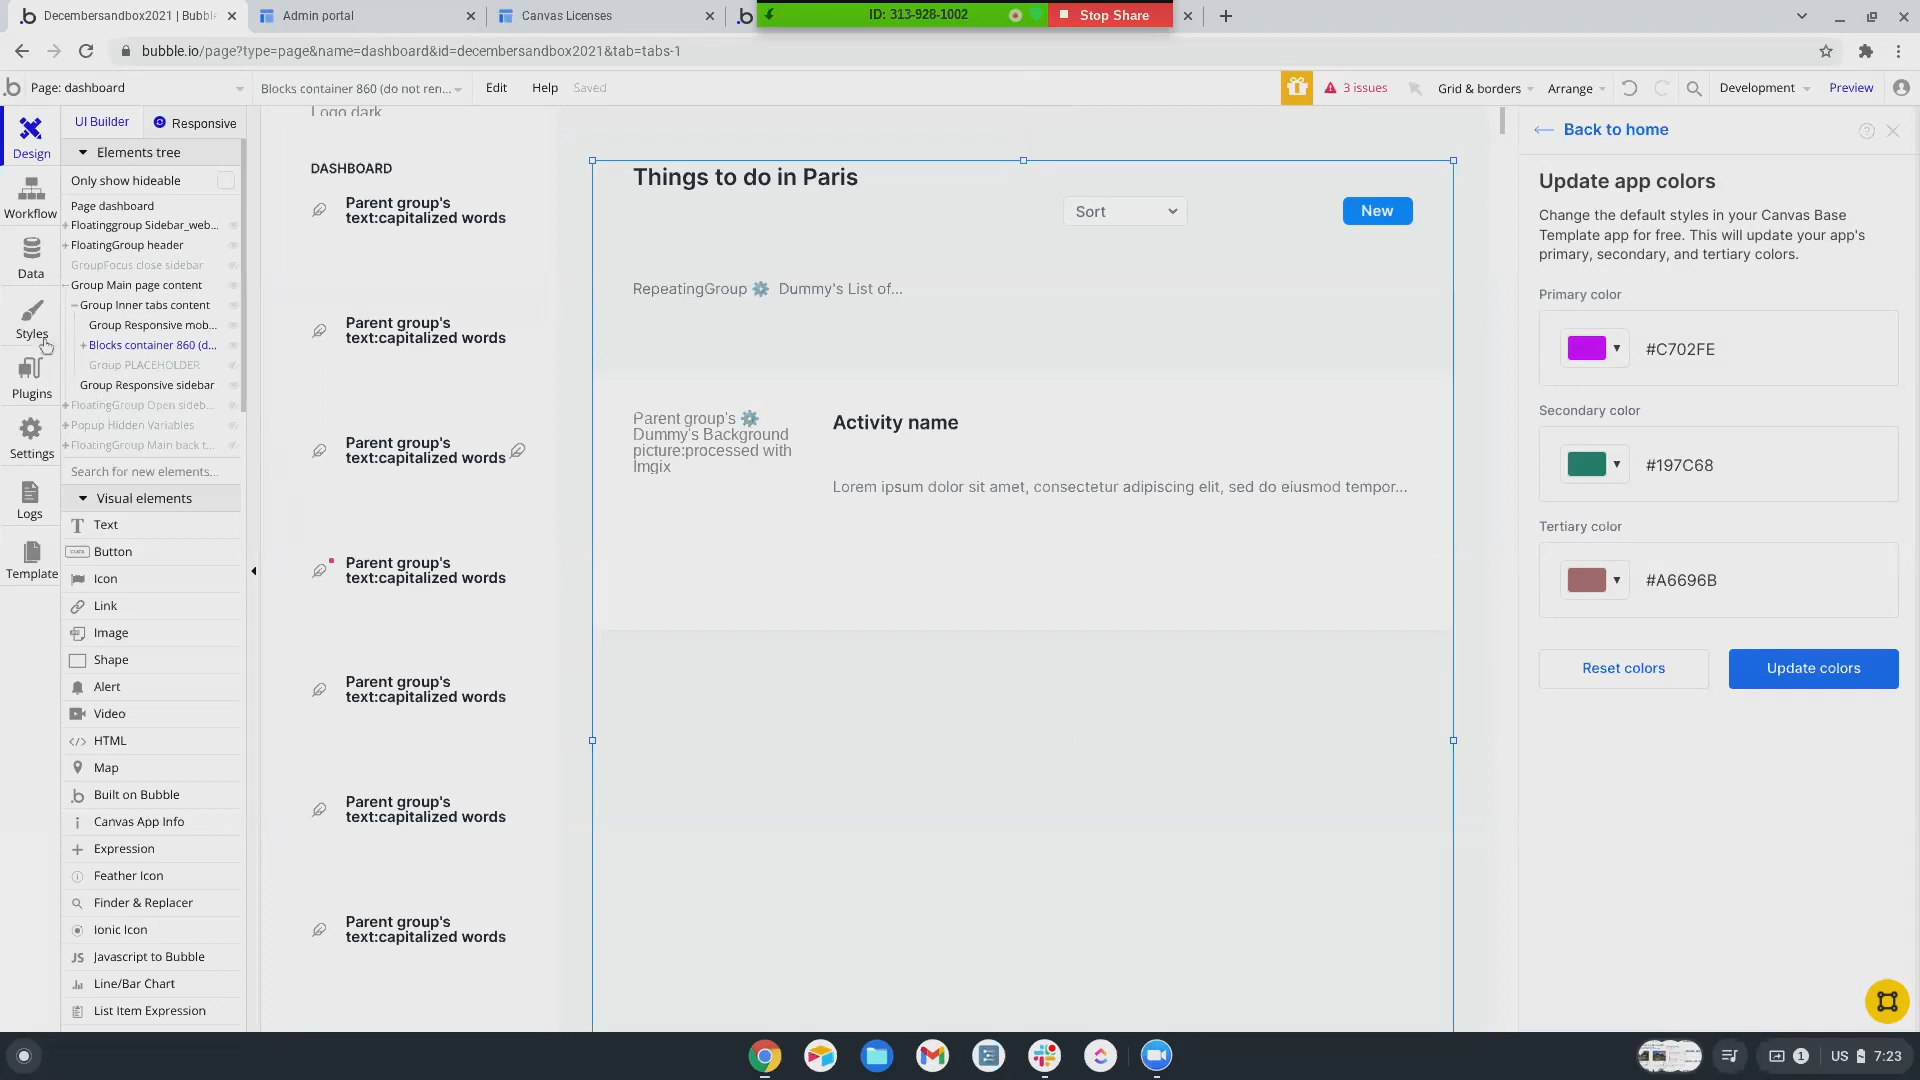 Decembersandbox2021 | Bubbl
Admin portal
Canvas Licenses
ID: 313-928-1002
Stop Share
bubble.io/page?type=page&name=dashboard&id=decembersandbox2021&tab=tabs-1
Page: dashboard
Blocks container 860 (do not ren...
Edit
Help
Saved
3 issues
Grid & borders
Arrange
Development
Preview
UI Builder
Responsive
Design
Workflow
Data
Styles
Plugins
Settings
Logs
Template
Elements tree
Only show hideable
Page dashboard
Floatinggroup Sidebar_web...
FloatingGroup header
GroupFocus close sidebar
Group Main page content
Group Inner tabs content
Group Responsive mob...
Blocks container 860 (d...
Group PLACEHOLDER
Group Responsive sidebar
FloatingGroup Open sideb...
Popup Hidden Variables
FloatingGroup Main back t...
Search for new elements...
Visual elements
Text
Button
Icon
Link
Image
Shape
Alert
Video
HTML
Map
Built on Bubble
Canvas App Info
Expression
Feather Icon
Finder & Replacer
Ionic Icon
Javascript to Bubble
Line/Bar Chart
List Item Expression
Logo dark
DASHBOARD
Parent group's
text:capitalized words
Parent group's
text:capitalized words
Parent group's
text:capitalized words
Parent group's
text:capitalized words
Parent group's
text:capitalized words
Parent group's
text:capitalized words
Parent group's
text:capitalized words
Things to do in Paris
Sort
New
RepeatingGroup ⚙️ Dummy's List of...
Parent group's ⚙️
Dummy's Background
picture:processed with
Imgix
Activity name
Lorem ipsum dolor sit amet, consectetur adipiscing elit, sed do eiusmod tempor...
Back to home
Update app colors
Change the default styles in your Canvas Base
Template app for free. This will update your app's
primary, secondary, and tertiary colors.
Primary color
#C702FE
Secondary color
#197C68
Tertiary color
#A6696B
Reset colors
Update colors
1
US
7:23